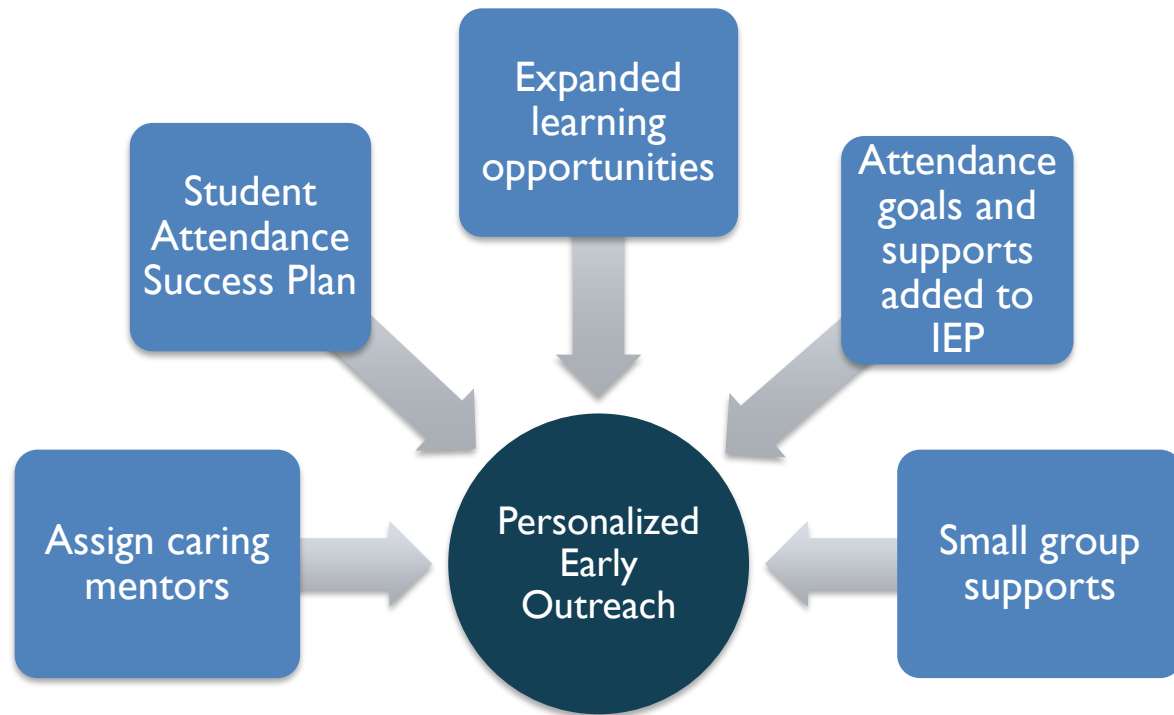 Expanded
learning
opportunities
Student
Attendance
Success Plan
Attendance
goals and
supports
added to
IEP
Assign caring
mentors
Personalized
Early
Outreach
Small group
supports